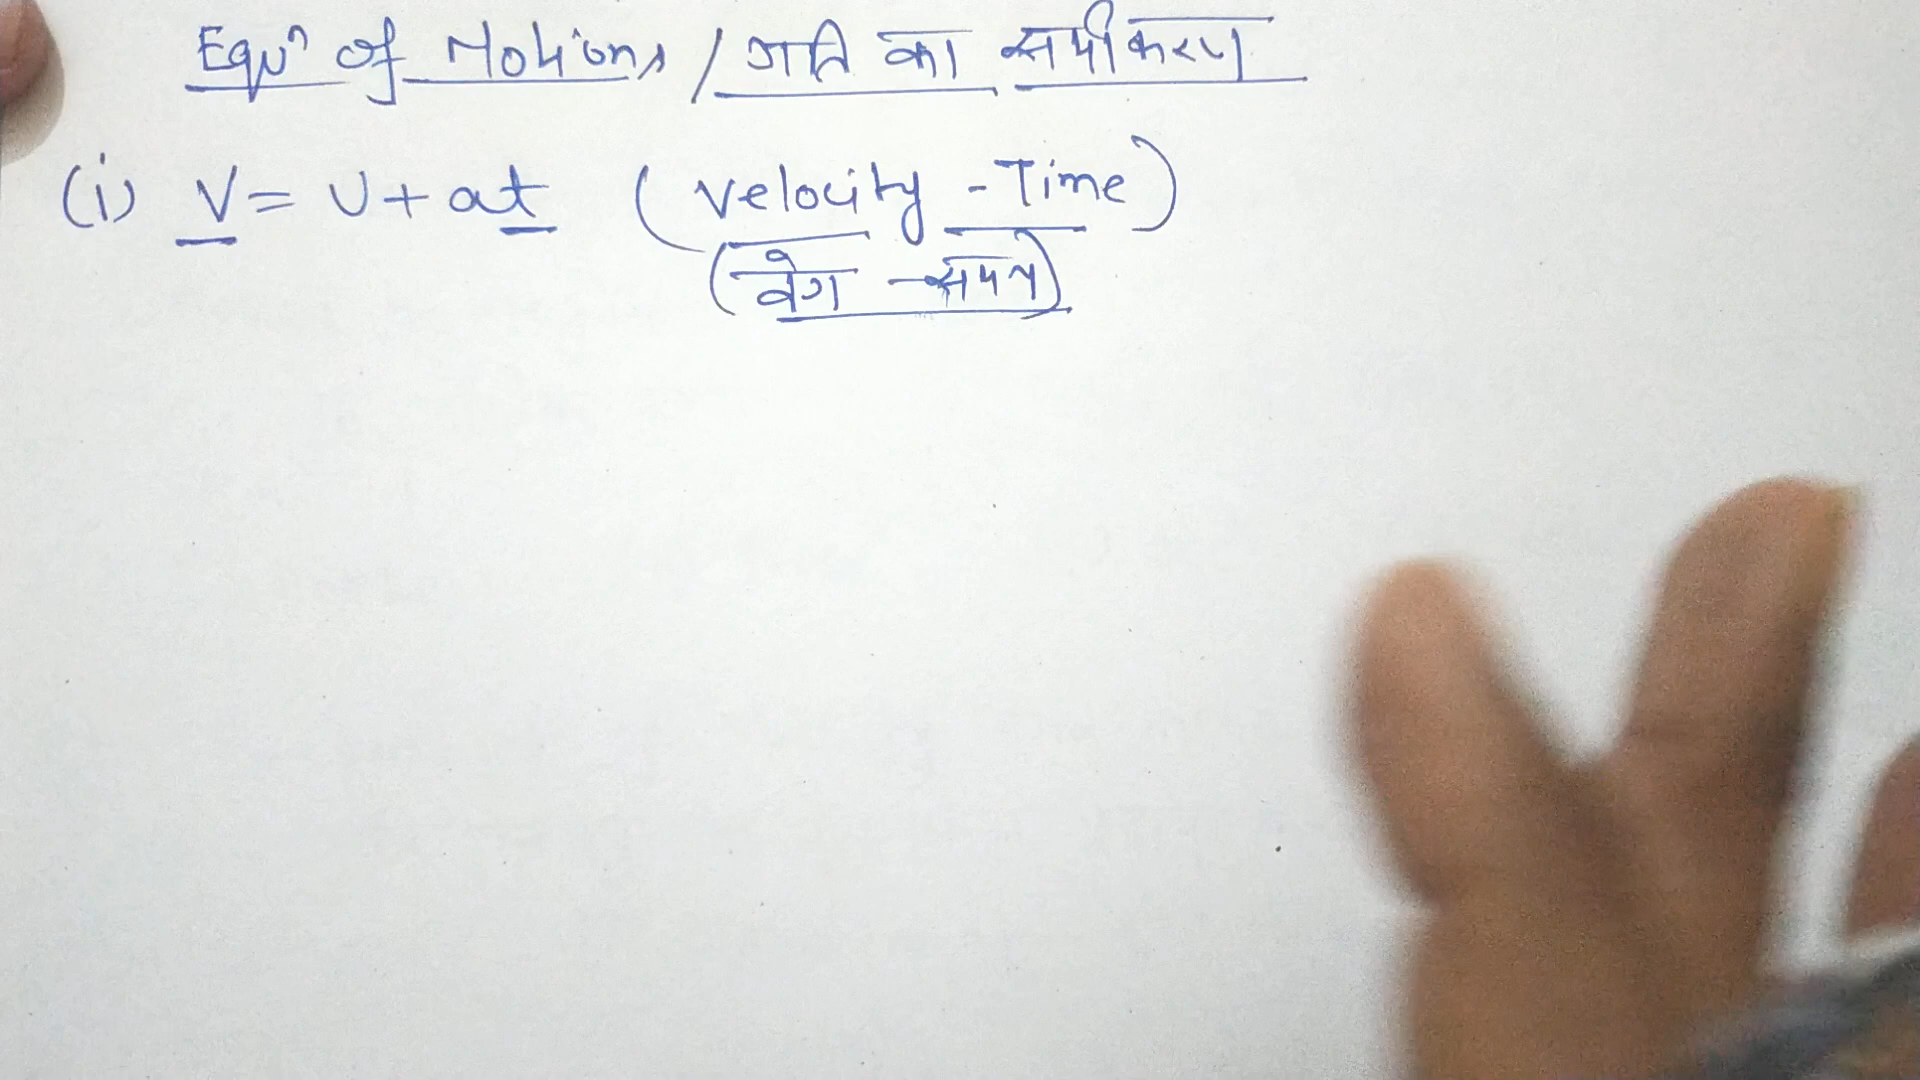 Equⁿ of Motions / गति का समीकरण
(i) V = U + at (Velocity - Time)
(वेग - समय)